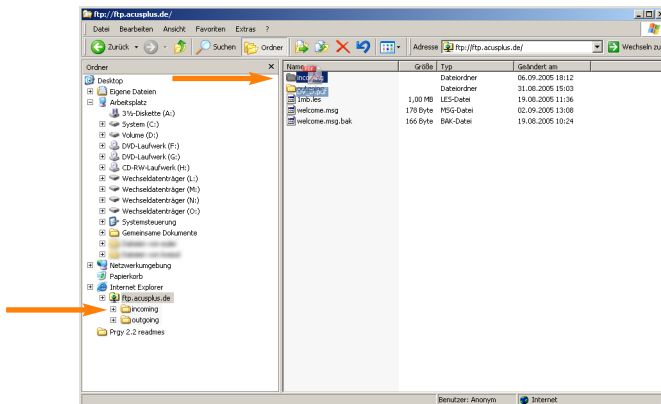 ftp://ftp.acusplus.de/
Datei Bearbeiten Ansicht Favoriten Extras ?
Zurück Suchen Ordner Adresse ftp://ftp.acusplus.de/ Wechseln zu
Ordner x Name Größe Typ Geändert am
Desktop
Eigene Dateien
Arbeitsplatz
3½-Diskette (A:)
System (C:)
Volume (D:)
DVD-Laufwerk (F:)
DVD-Laufwerk (G:)
CD-RW-Laufwerk (H:)
Wechseldatenträger (L:)
Wechseldatenträger (M:)
Wechseldatenträger (N:)
Wechseldatenträger (O:)
Systemsteuerung
Gemeinsame Dokumente
Netzwerkumgebung
Papierkorb
Internet Explorer
ftp.acusplus.de
incoming
outgoing
Prgy 2.2 readmes
incoming Dateiordner 06.09.2005 18:12
Dateiordner 31.08.2005 15:03
1mb.les 1,00 MB LES-Datei 19.08.2005 11:36
welcome.msg 178 Byte MSG-Datei 02.09.2005 13:08
welcome.msg.bak 166 Byte BAK-Datei 19.08.2005 10:24
Benutzer: Anonym Internet